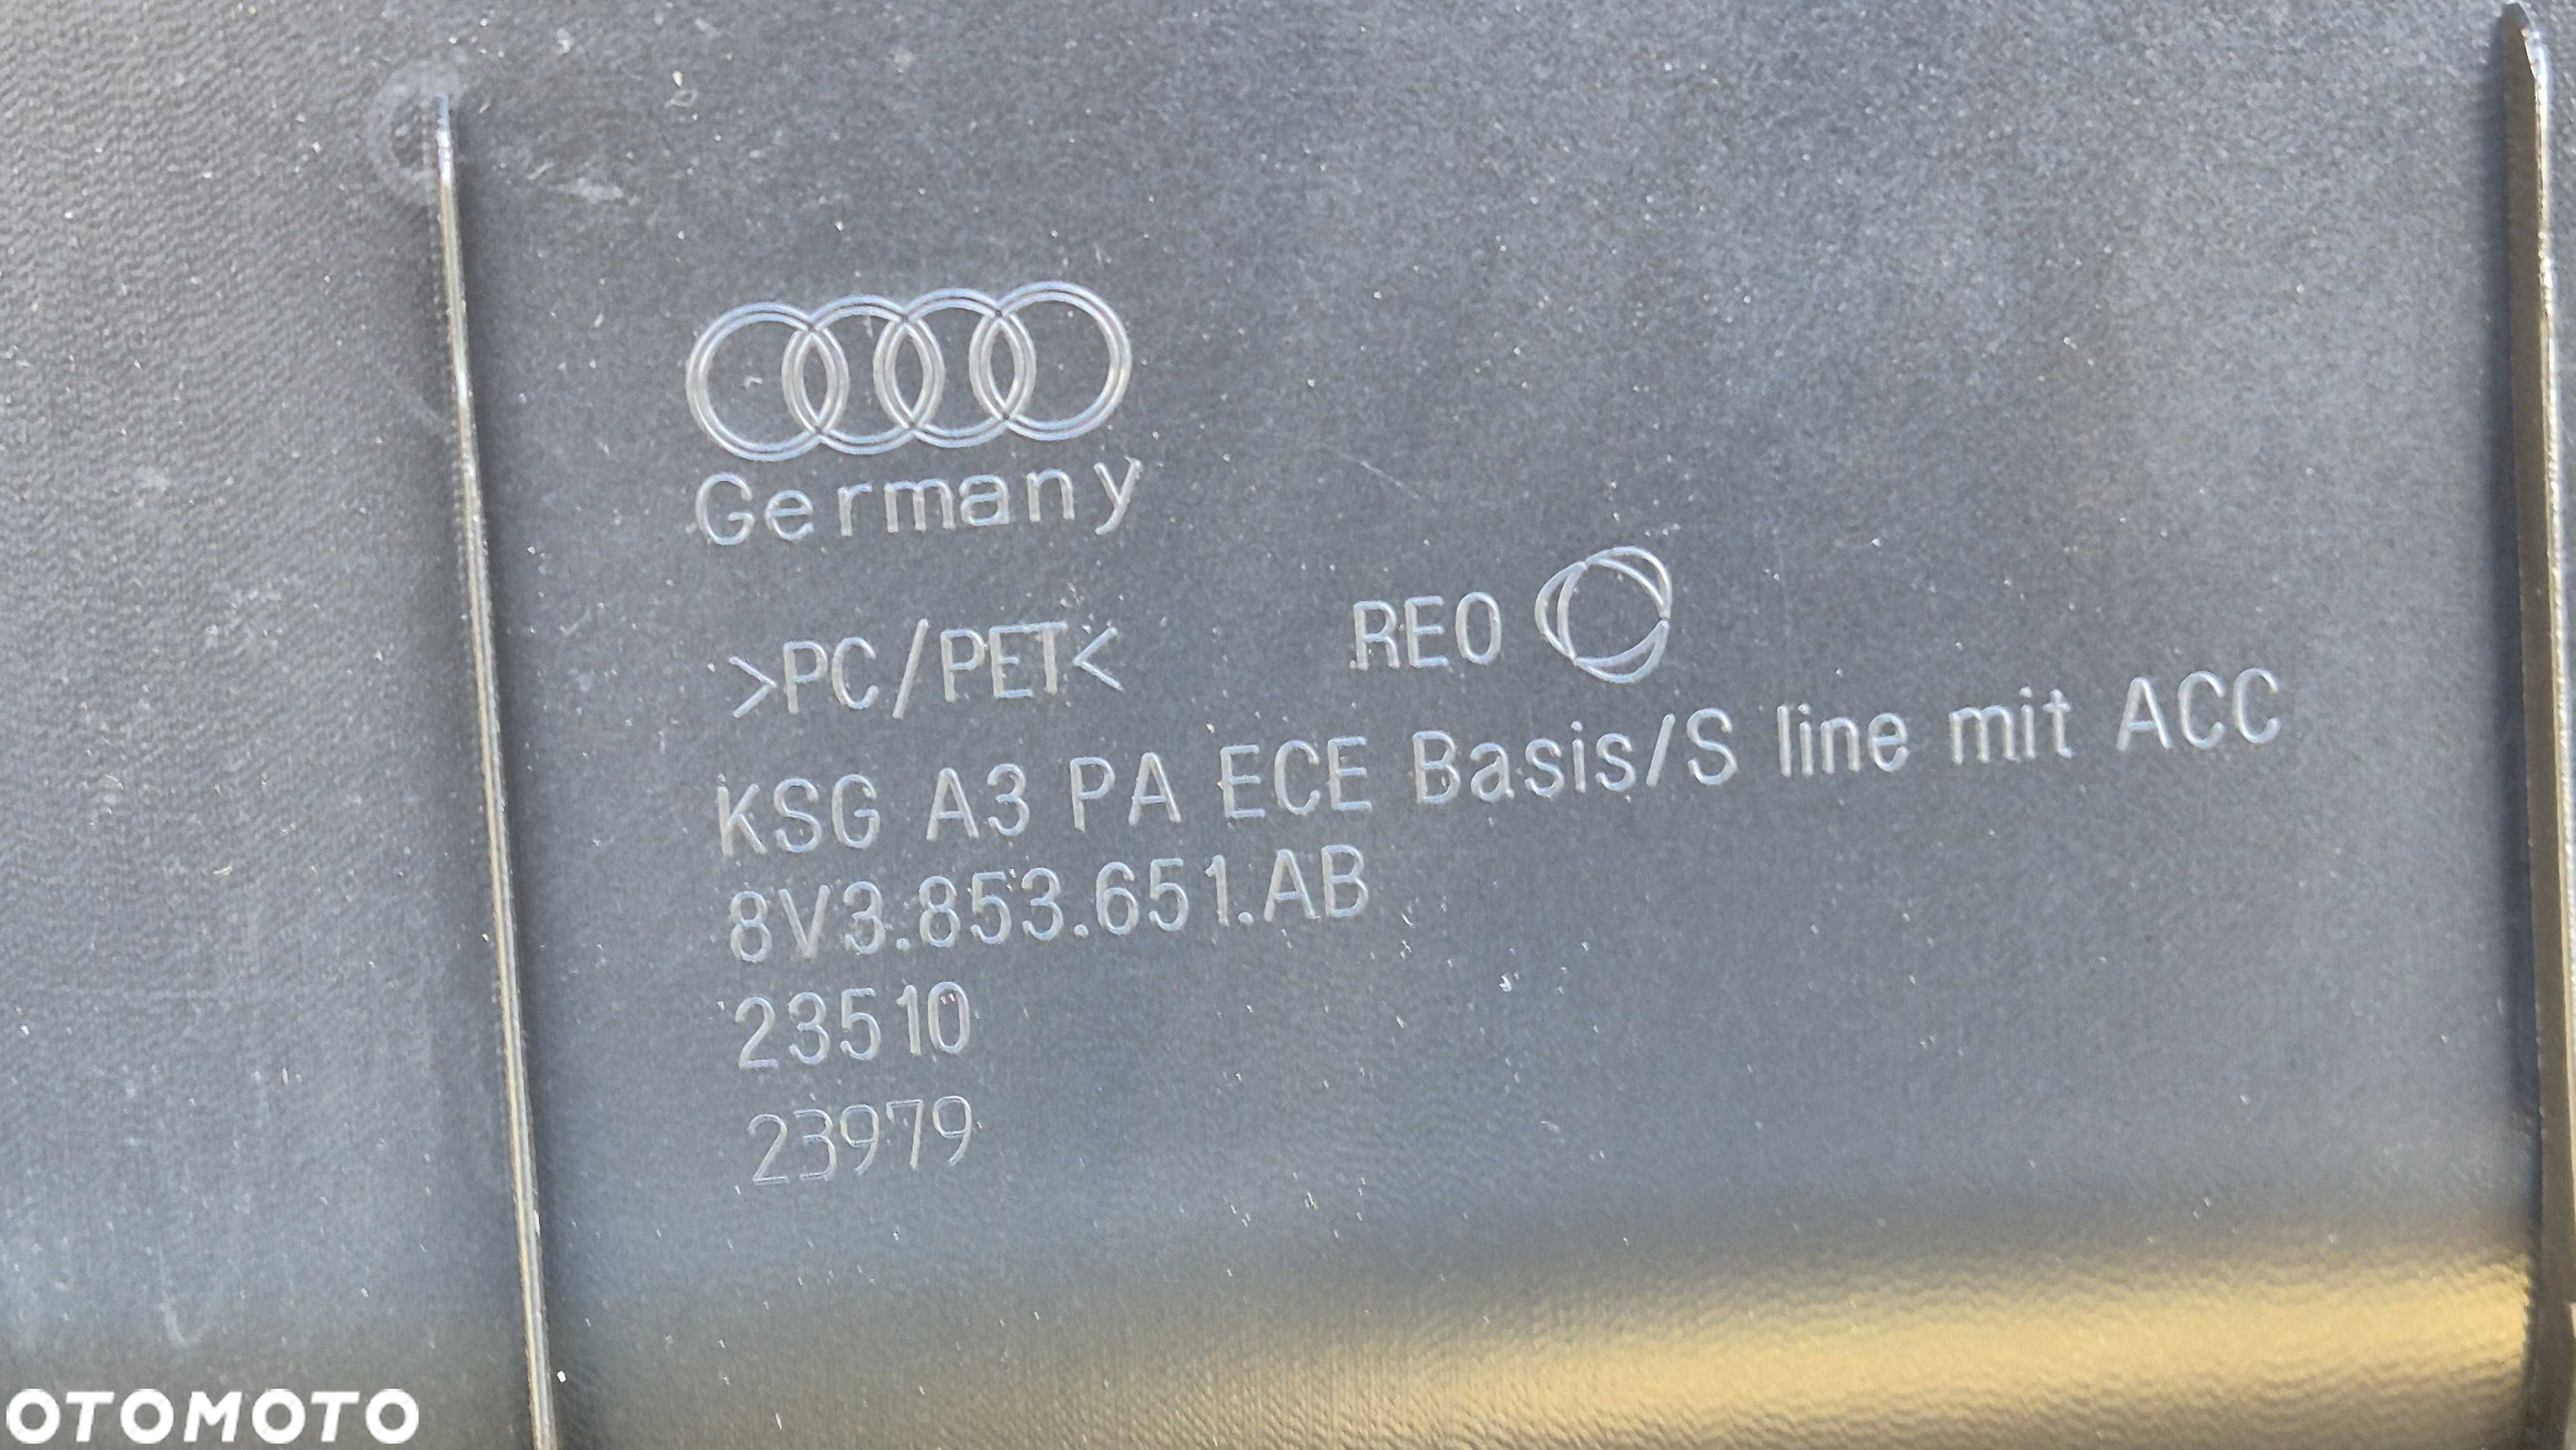 Germany
>PC/PET< REO
KSG A3 PA ECE Basis/S line mit ACC
8V3.853.651.AB
23510
23979
OTOMOTO